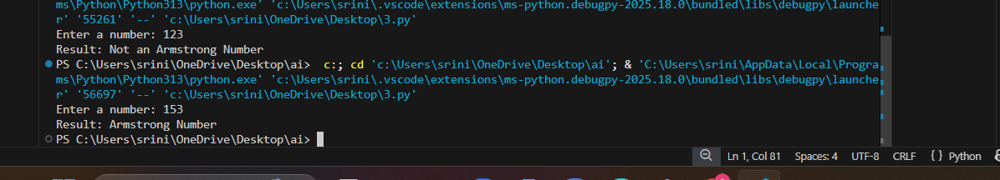 ms\Python\Python313\python.exe' 'c:\Users\srini\.vscode\extensions\ms-python.debugpy-2025.18.0\bundled\libs\debugpy\launche
r' '55261' '--' 'c:\Users\srini\OneDrive\Desktop\3.py'
Enter a number: 123
Result: Not an Armstrong Number
PS C:\Users\srini\OneDrive\Desktop\ai>  c:; cd 'c:\Users\srini\OneDrive\Desktop\ai'; & 'C:\Users\srini\AppData\Local\Progra
ms\Python\Python313\python.exe' 'c:\Users\srini\.vscode\extensions\ms-python.debugpy-2025.18.0\bundled\libs\debugpy\launche
r' '56697' '--' 'c:\Users\srini\OneDrive\Desktop\3.py'
Enter a number: 153
Result: Armstrong Number
PS C:\Users\srini\OneDrive\Desktop\ai>
Ln 1, Col 81 Spaces: 4 UTF-8 CRLF { } Python